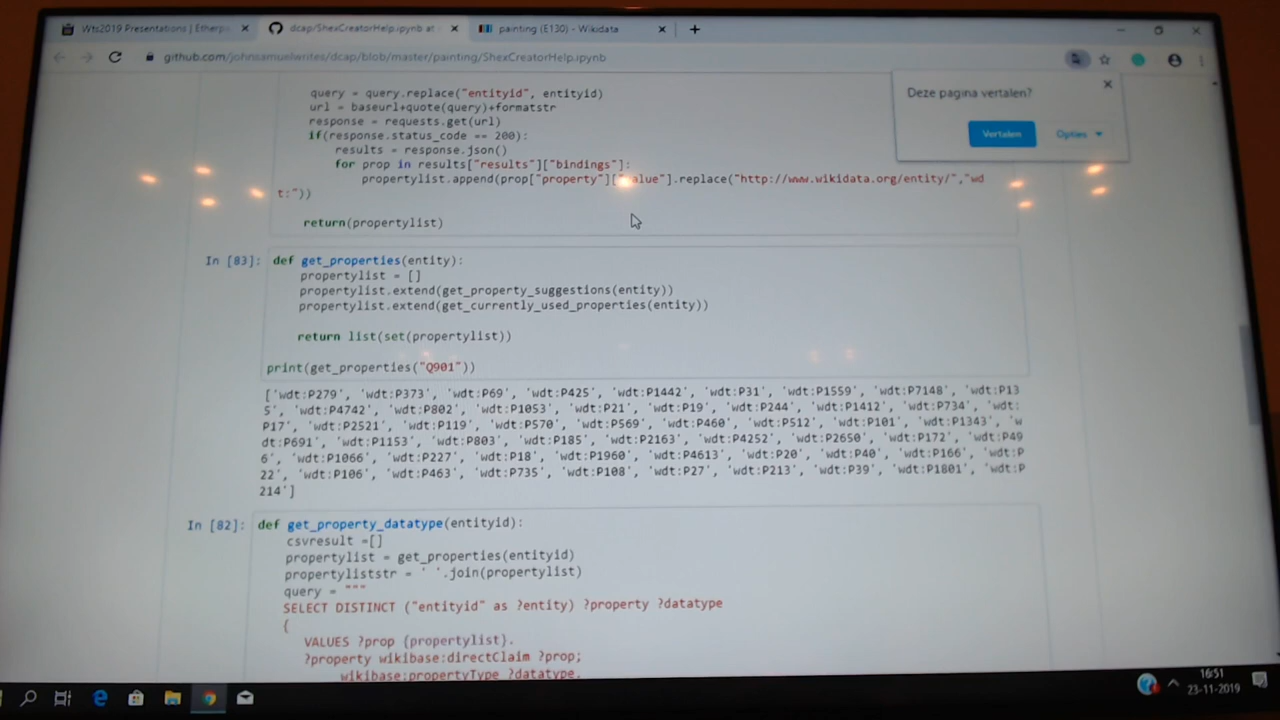 Wts2019 Presentations | Etherp
dcap/ShexCreatorHelp.ipynb at
painting (E130) - Wikidata
github.com/johnsamuelwrites/dcap/blob/master/painting/ShexCreatorHelp.ipynb
Deze pagina vertalen?
Vertalen
Opties
query = query.replace("entityid", entityid)
url = baseurl+quote(query)+formatstr
response = requests.get(url)
if(response.status_code == 200):
results = response.json()
for prop in results["results"]["bindings"]:
propertylist.append(prop["property"]["value"].replace("http://www.wikidata.org/entity/","wd
t:"))
return(propertylist)
In [83]: def get_properties(entity):
propertylist = []
propertylist.extend(get_property_suggestions(entity))
propertylist.extend(get_currently_used_properties(entity))
return list(set(propertylist))
print(get_properties("Q901"))
['wdt:P279', 'wdt:P373', 'wdt:P69', 'wdt:P425', 'wdt:P1442', 'wdt:P31', 'wdt:P1559', 'wdt:P7148', 'wdt:P13
5', 'wdt:P4742', 'wdt:P802', 'wdt:P1053', 'wdt:P21', 'wdt:P19', 'wdt:P244', 'wdt:P1412', 'wdt:P734', 'wdt:
P17', 'wdt:P2521', 'wdt:P119', 'wdt:P570', 'wdt:P569', 'wdt:P460', 'wdt:P512', 'wdt:P101', 'wdt:P1343', 'w
dt:P691', 'wdt:P1153', 'wdt:P803', 'wdt:P185', 'wdt:P2163', 'wdt:P4252', 'wdt:P2650', 'wdt:P172', 'wdt:P49
6', 'wdt:P1066', 'wdt:P227', 'wdt:P18', 'wdt:P1960', 'wdt:P4613', 'wdt:P20', 'wdt:P40', 'wdt:P166', 'wdt:P
22', 'wdt:P106', 'wdt:P463', 'wdt:P735', 'wdt:P108', 'wdt:P27', 'wdt:P213', 'wdt:P39', 'wdt:P1801', 'wdt:P
214']
In [82]: def get_property_datatype(entityid):
csvresult =[]
propertylist = get_properties(entityid)
propertyliststr = ' '.join(propertylist)
query = """
SELECT DISTINCT ("entityid" as ?entity) ?property ?datatype
{
VALUES ?prop {propertylist}.
?property wikibase:directClaim ?prop;
wikibase:propertyType ?datatype.
16:51
23-11-2019